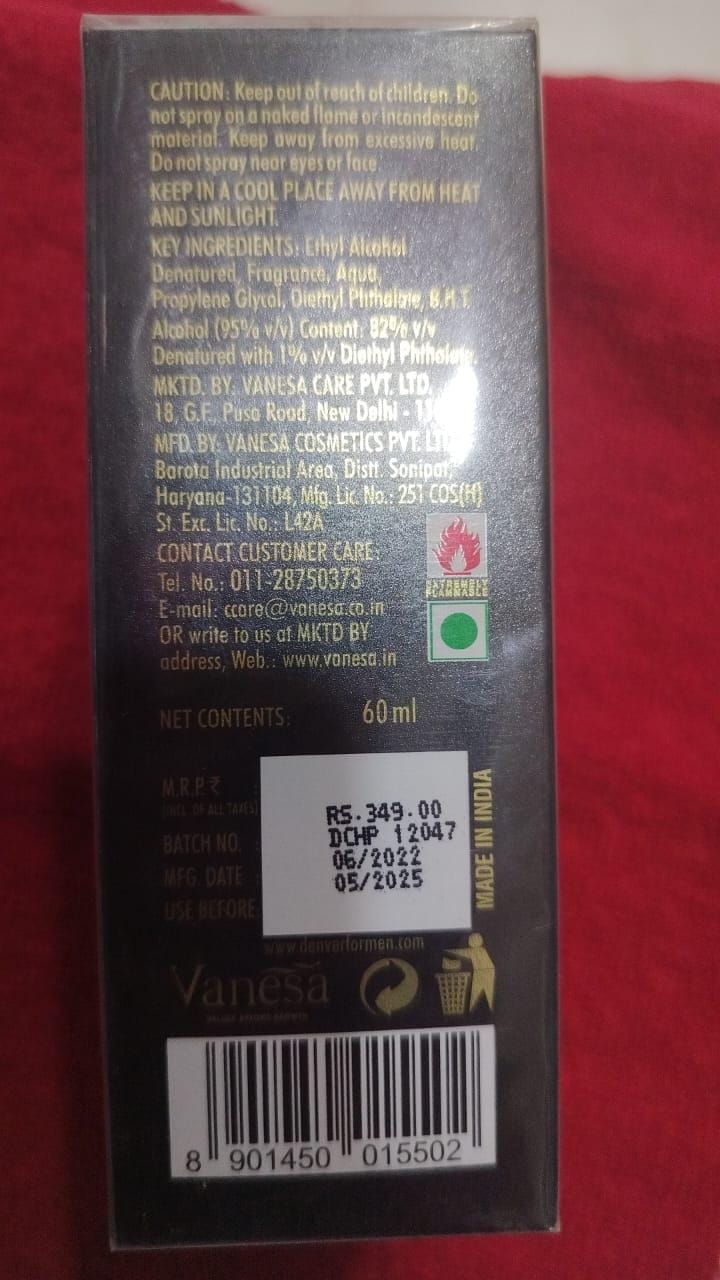 CAUTION: Keep out of reach of children. Do
not spray on a naked flame or incandescent
material. Keep away from excessive heat.
Do not spray near eyes or face.
KEEP IN A COOL PLACE AWAY FROM HEAT
AND SUNLIGHT.
KEY INGREDIENTS: Ethyl Alcohol
Denatured, Fragrance, Aqua,
Propylene Glycol, Diethyl Phthalate, B.H.T.
Alcohol (95% v/v) Content: 82% v/v
Denatured with 1% v/v Diethyl Phthalate.
MKTD. BY: VANESA CARE PVT. LTD.
18, G.F. Pusa Road, New Delhi -
MFD. BY: VANESA COSMETICS PVT. LTD.
Barota Industrial Area, Distt. Sonipat,
Haryana-131104, Mfg. Lic. No.: 251 COS(H)
St. Exc. Lic. No.: L42A
CONTACT CUSTOMER CARE:
Tel. No.: 011-28750373
E-mail: ccare@vanesa.co.in
OR write to us at MKTD BY
address, Web.: www.vanesa.in
EXTREMELY
FLAMMABLE
NET CONTENTS: 60 ml
M.R.P. ₹ : RS.349.00
(INCL. OF ALL TAXES)
BATCH NO. : DCHP 12047
MFG. DATE : 06/2022
USE BEFORE: 05/2025
MADE IN INDIA
www.denverformen.com
Vanesa
VALUES BEYOND GROWTH
8 901450 015502